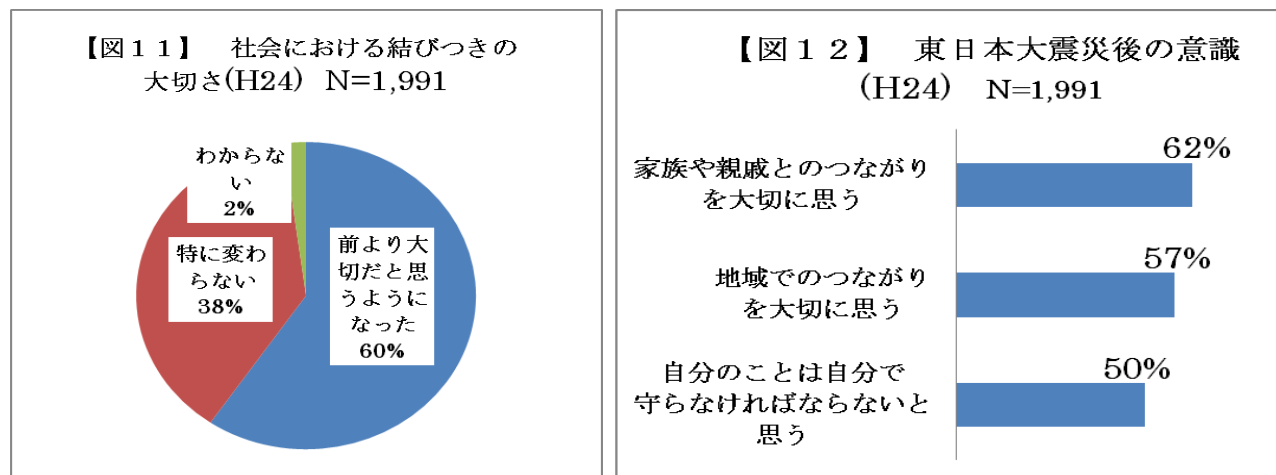 【図１１】　社会における結びつきの
大切さ(H24)　N=1,991
わからな
い
2%
特に変わ
らない
38%
前より大
切だと思
うように
なった
60%
【図１２】　東日本大震災後の意識
(H24)　N=1,991
家族や親戚とのつながり
を大切に思う
62%
地域でのつながり
を大切に思う
57%
自分のことは自分で
守らなければならないと
思う
50%